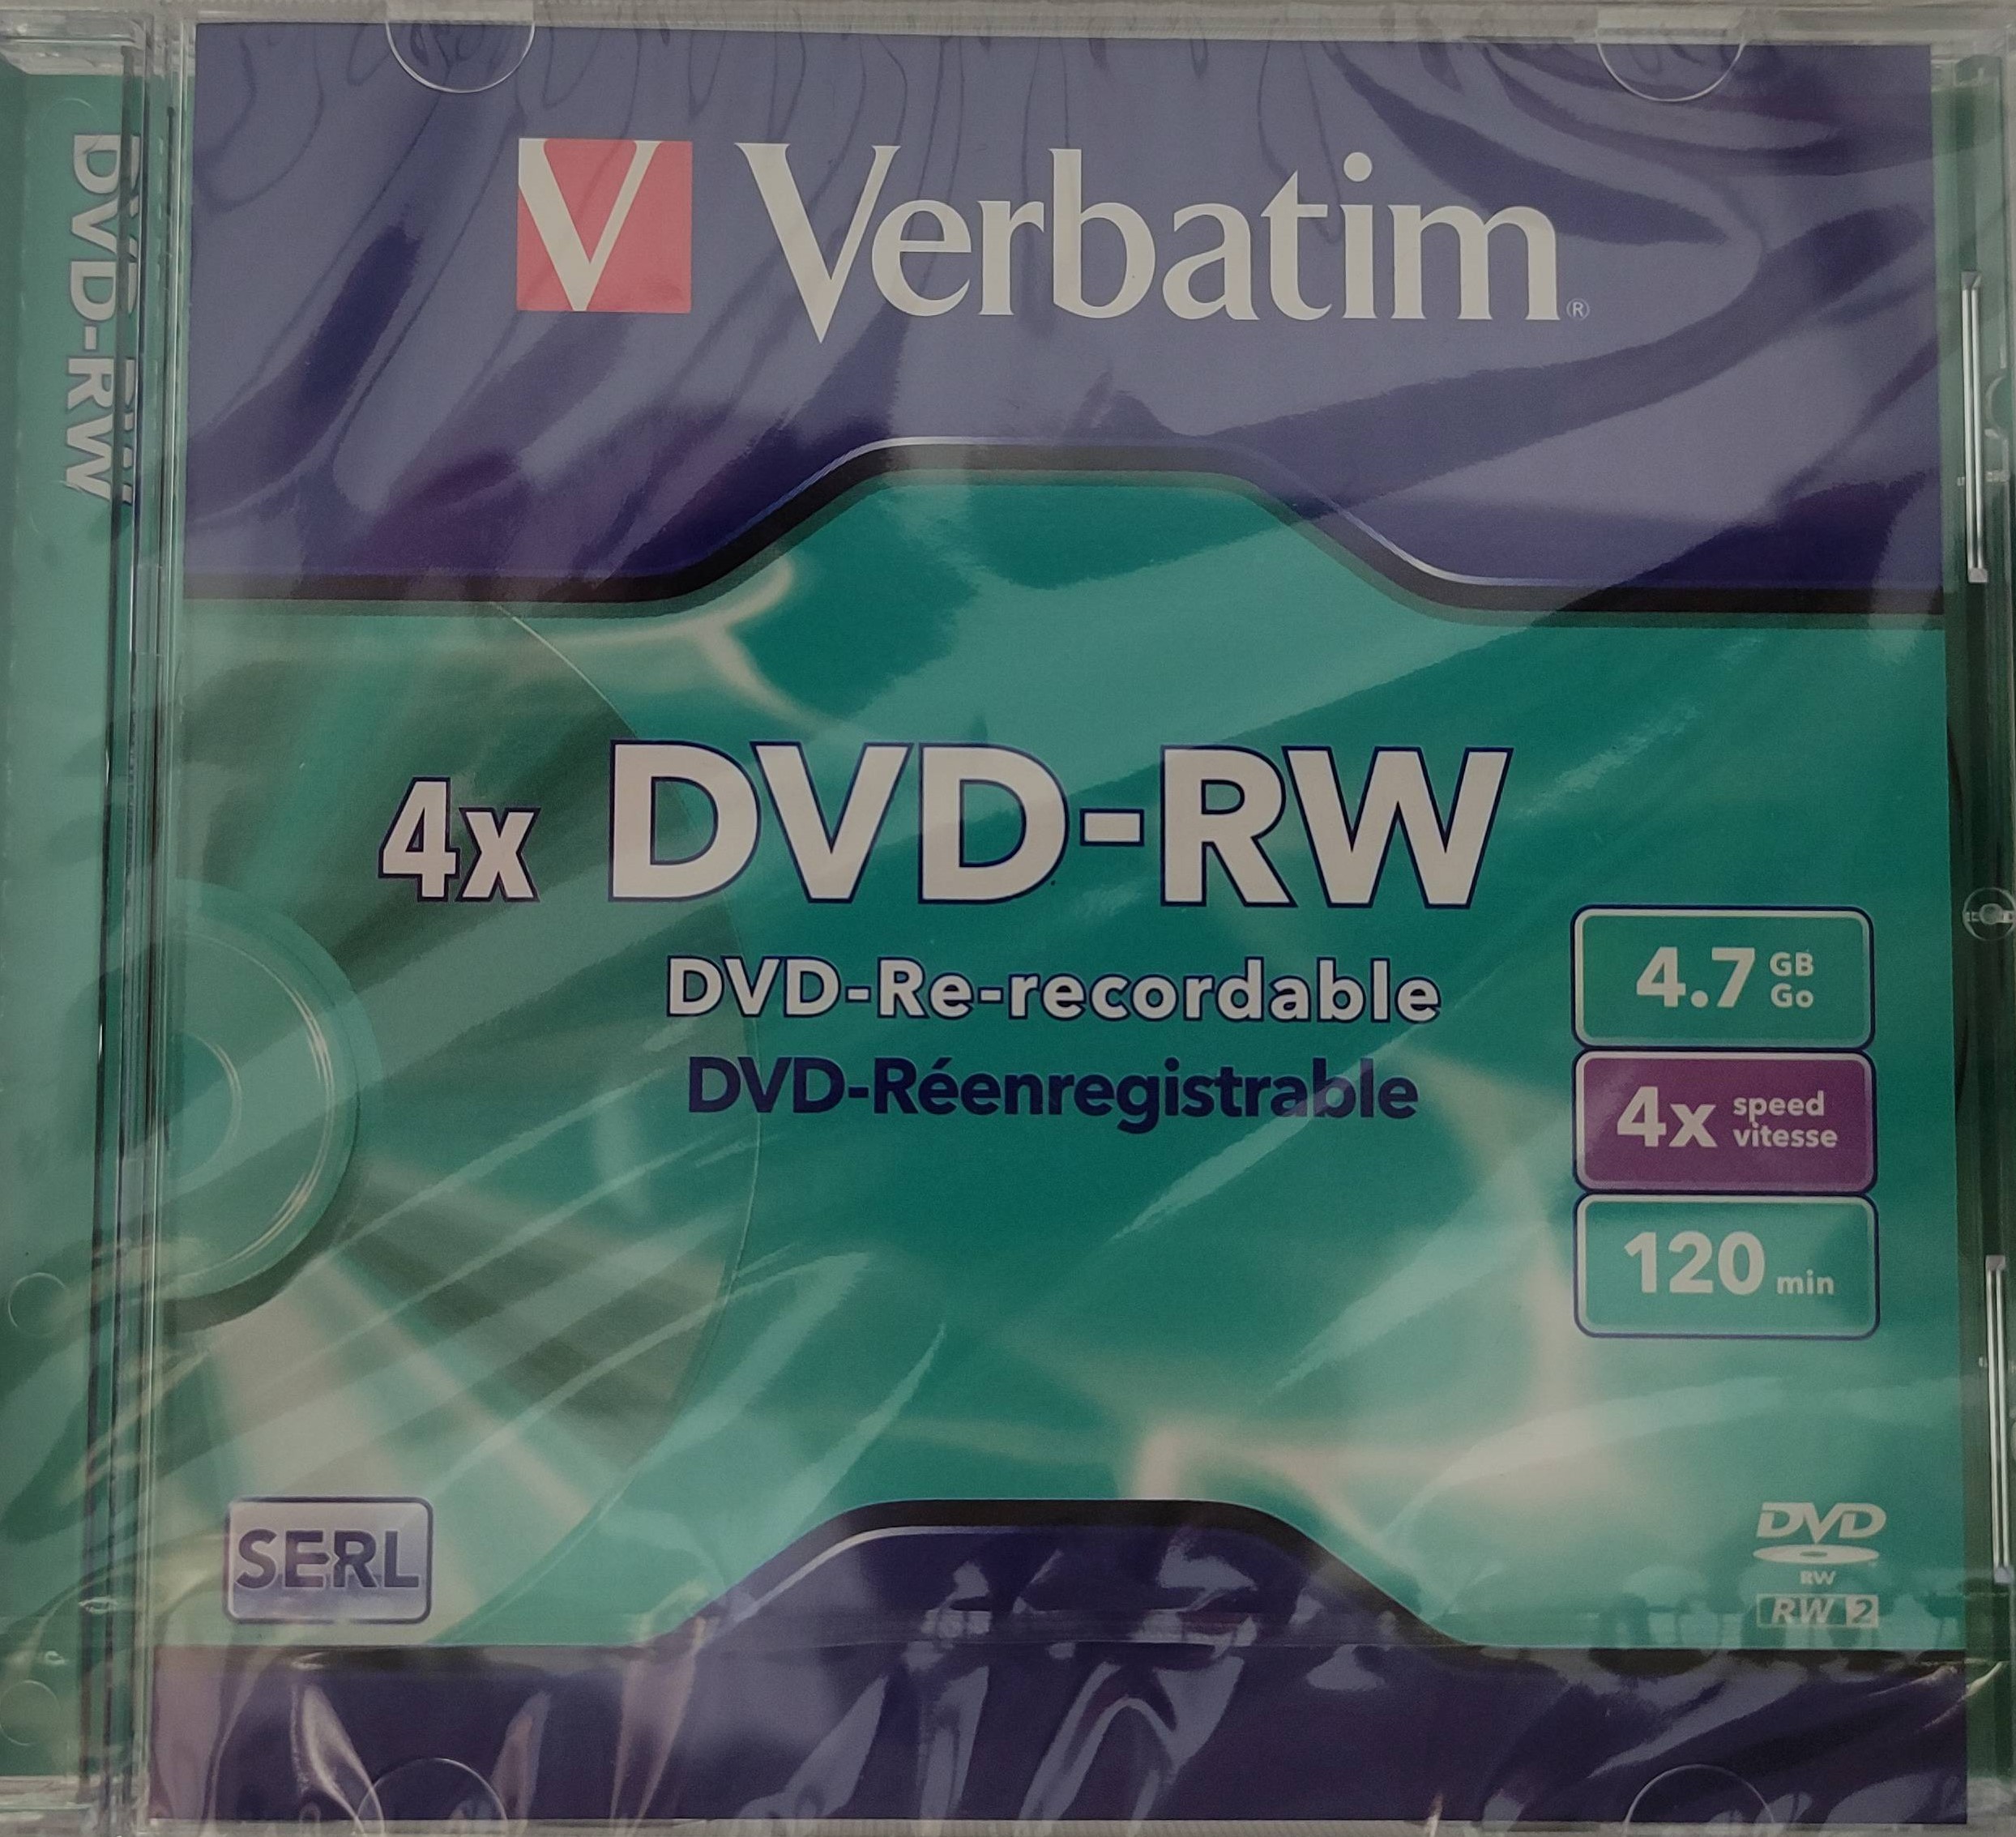 DVD-RW
V Verbatim®
4x DVD-RW
DVD-Re-recordable
DVD-Réenregistrable
4.7 GB
Go
4x speed
vitesse
120 min
SERL
DVD
RW
RW 2